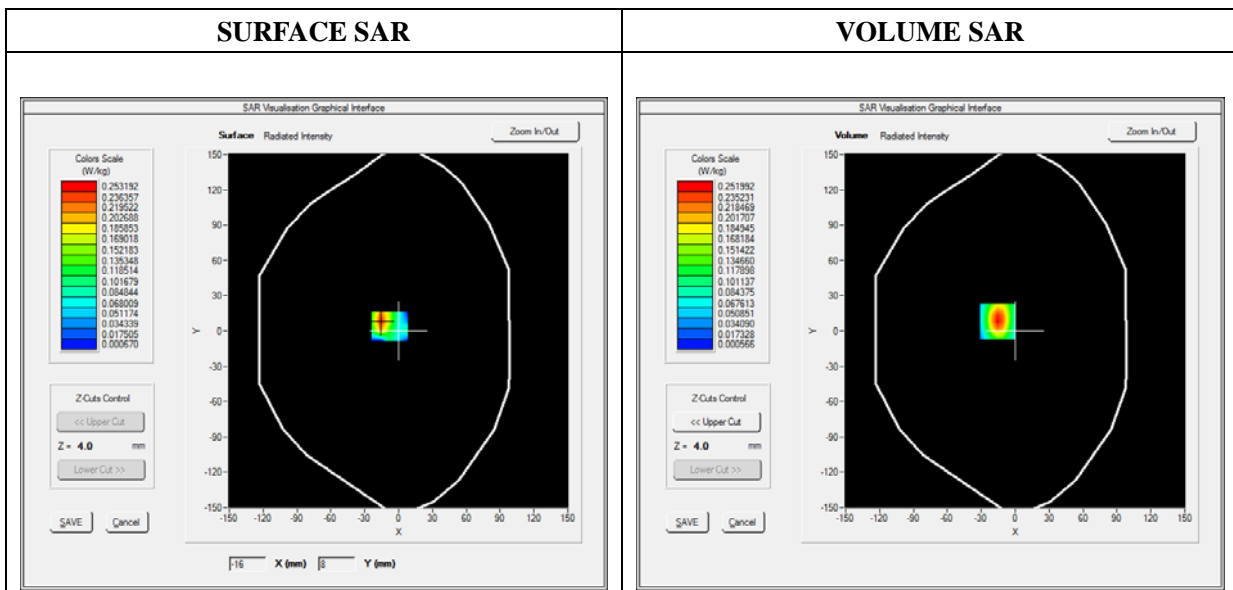 SURFACE SAR
VOLUME SAR
SAR Visualisation Graphical Interface
Surface Radiated Intensity
Zoom In/Out
Colors Scale
(W/kg)
0.253192
0.236357
0.219522
0.202688
0.185853
0.169018
0.152183
0.135348
0.118514
0.101679
0.084844
0.068009
0.051174
0.034339
0.017505
0.000670
150
120
90
60
30
0
-30
-60
-90
-120
-150
Y
-150 -120 -90 -60 -30 0 30 60 90 120 150
X
Z-Cuts Control
<< Upper Cut
Z = 4.0 mm
Lower Cut >>
SAVE Cancel
-16 X (mm) 8 Y (mm)
SAR Visualisation Graphical Interface
Volume Radiated Intensity
Zoom In/Out
Colors Scale
(W/kg)
0.251992
0.235231
0.218469
0.201707
0.184945
0.168184
0.151422
0.134660
0.117898
0.101137
0.084375
0.067613
0.050851
0.034090
0.017328
0.000566
150
120
90
60
30
0
-30
-60
-90
-120
-150
Y
-150 -120 -90 -60 -30 0 30 60 90 120 150
X
Z-Cuts Control
<< Upper Cut
Z = 4.0 mm
Lower Cut >>
SAVE Cancel